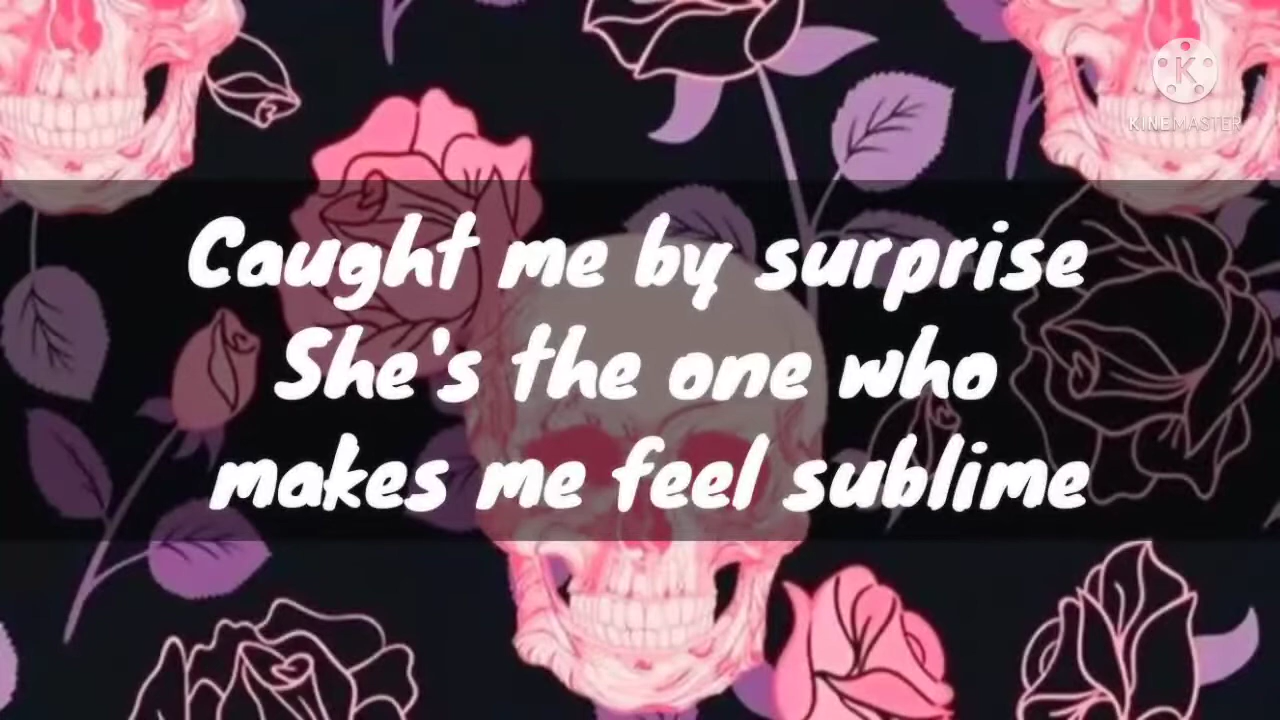 K
KINEMASTER
Caught me by surprise
She's the one who
makes me feel sublime